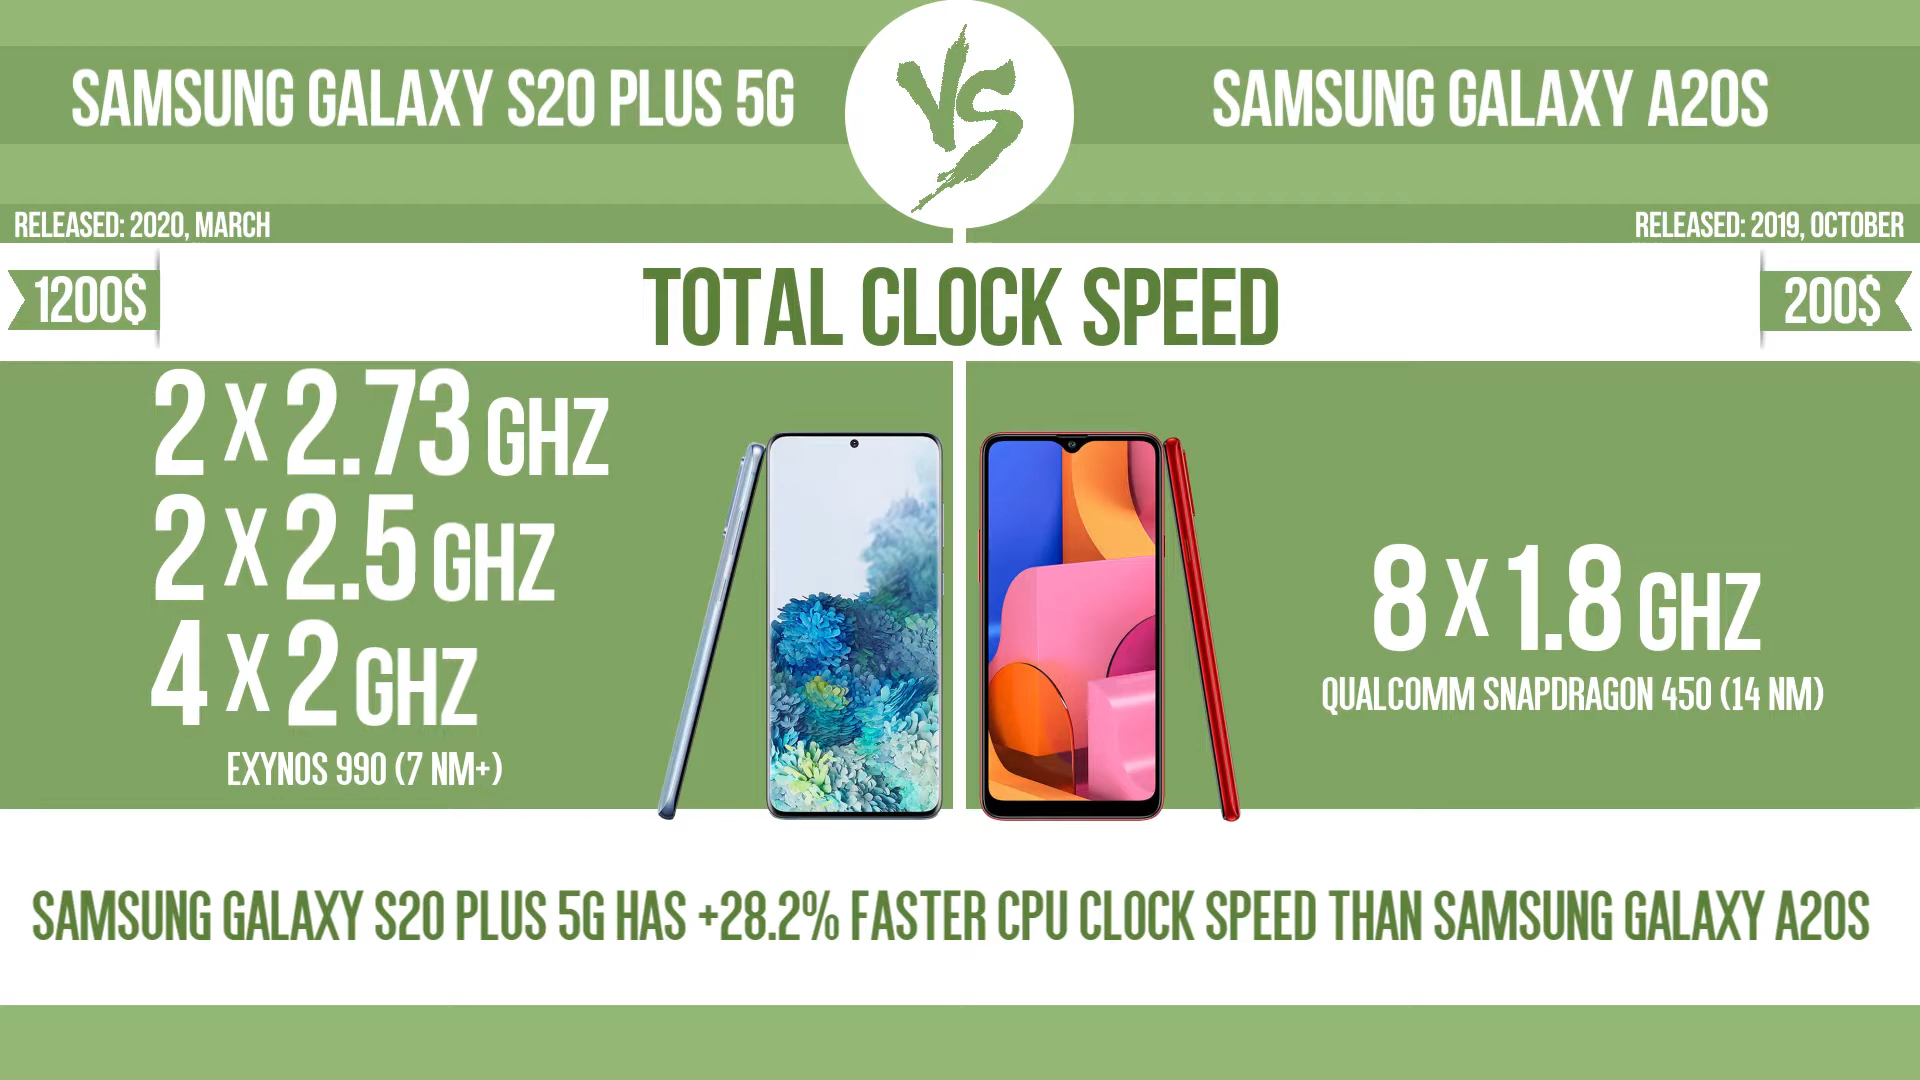 SAMSUNG GALAXY S20 PLUS 5G
VS
SAMSUNG GALAXY A20S
RELEASED: 2020, MARCH
RELEASED: 2019, OCTOBER
1200$
TOTAL CLOCK SPEED
200$
2 X 2.73 GHZ
2 X 2.5 GHZ
4 X 2 GHZ
EXYNOS 990 (7 NM+)
8 X 1.8 GHZ
QUALCOMM SNAPDRAGON 450 (14 NM)
SAMSUNG GALAXY S20 PLUS 5G HAS +28.2% FASTER CPU CLOCK SPEED THAN SAMSUNG GALAXY A20S